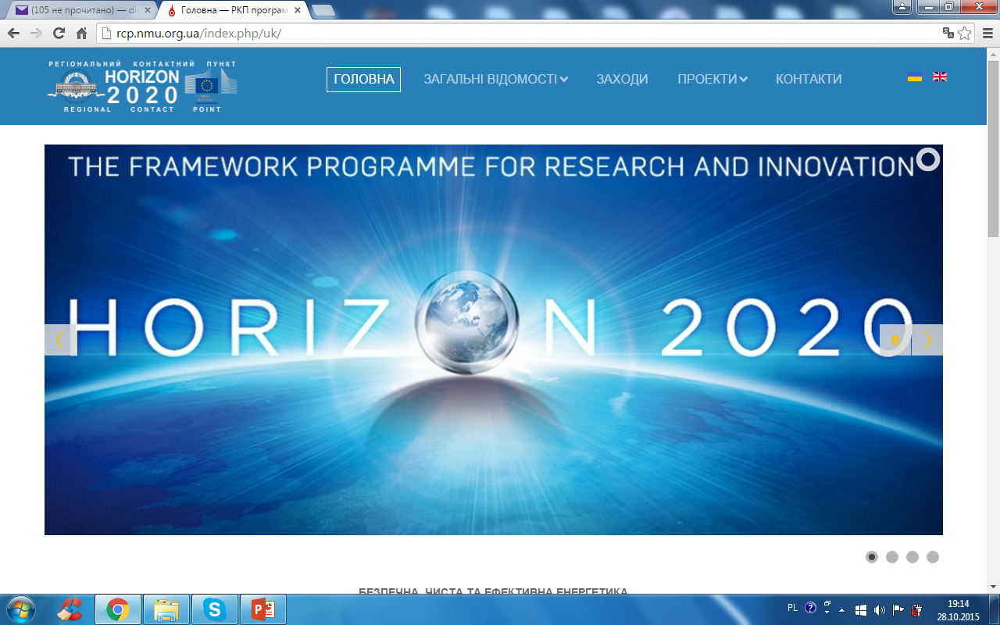 (105 не прочитано) — di
Головна — РКП програм
rcp.nmu.org.ua/index.php/uk/
РЕГІОНАЛЬНИЙ КОНТАКТНИЙ ПУНКТ
HORIZON
2020
REGIONAL CONTACT POINT
ГОЛОВНА
ЗАГАЛЬНІ ВІДОМОСТІ
ЗАХОДИ
ПРОЕКТИ
КОНТАКТИ
THE FRAMEWORK PROGRAMME FOR RESEARCH AND INNOVATION
HORIZON 2020
БЕЗПЕЧНА, ЧИСТА ТА ЕФЕКТИВНА ЕНЕРГЕТИКА
PL
19:14
28.10.2015